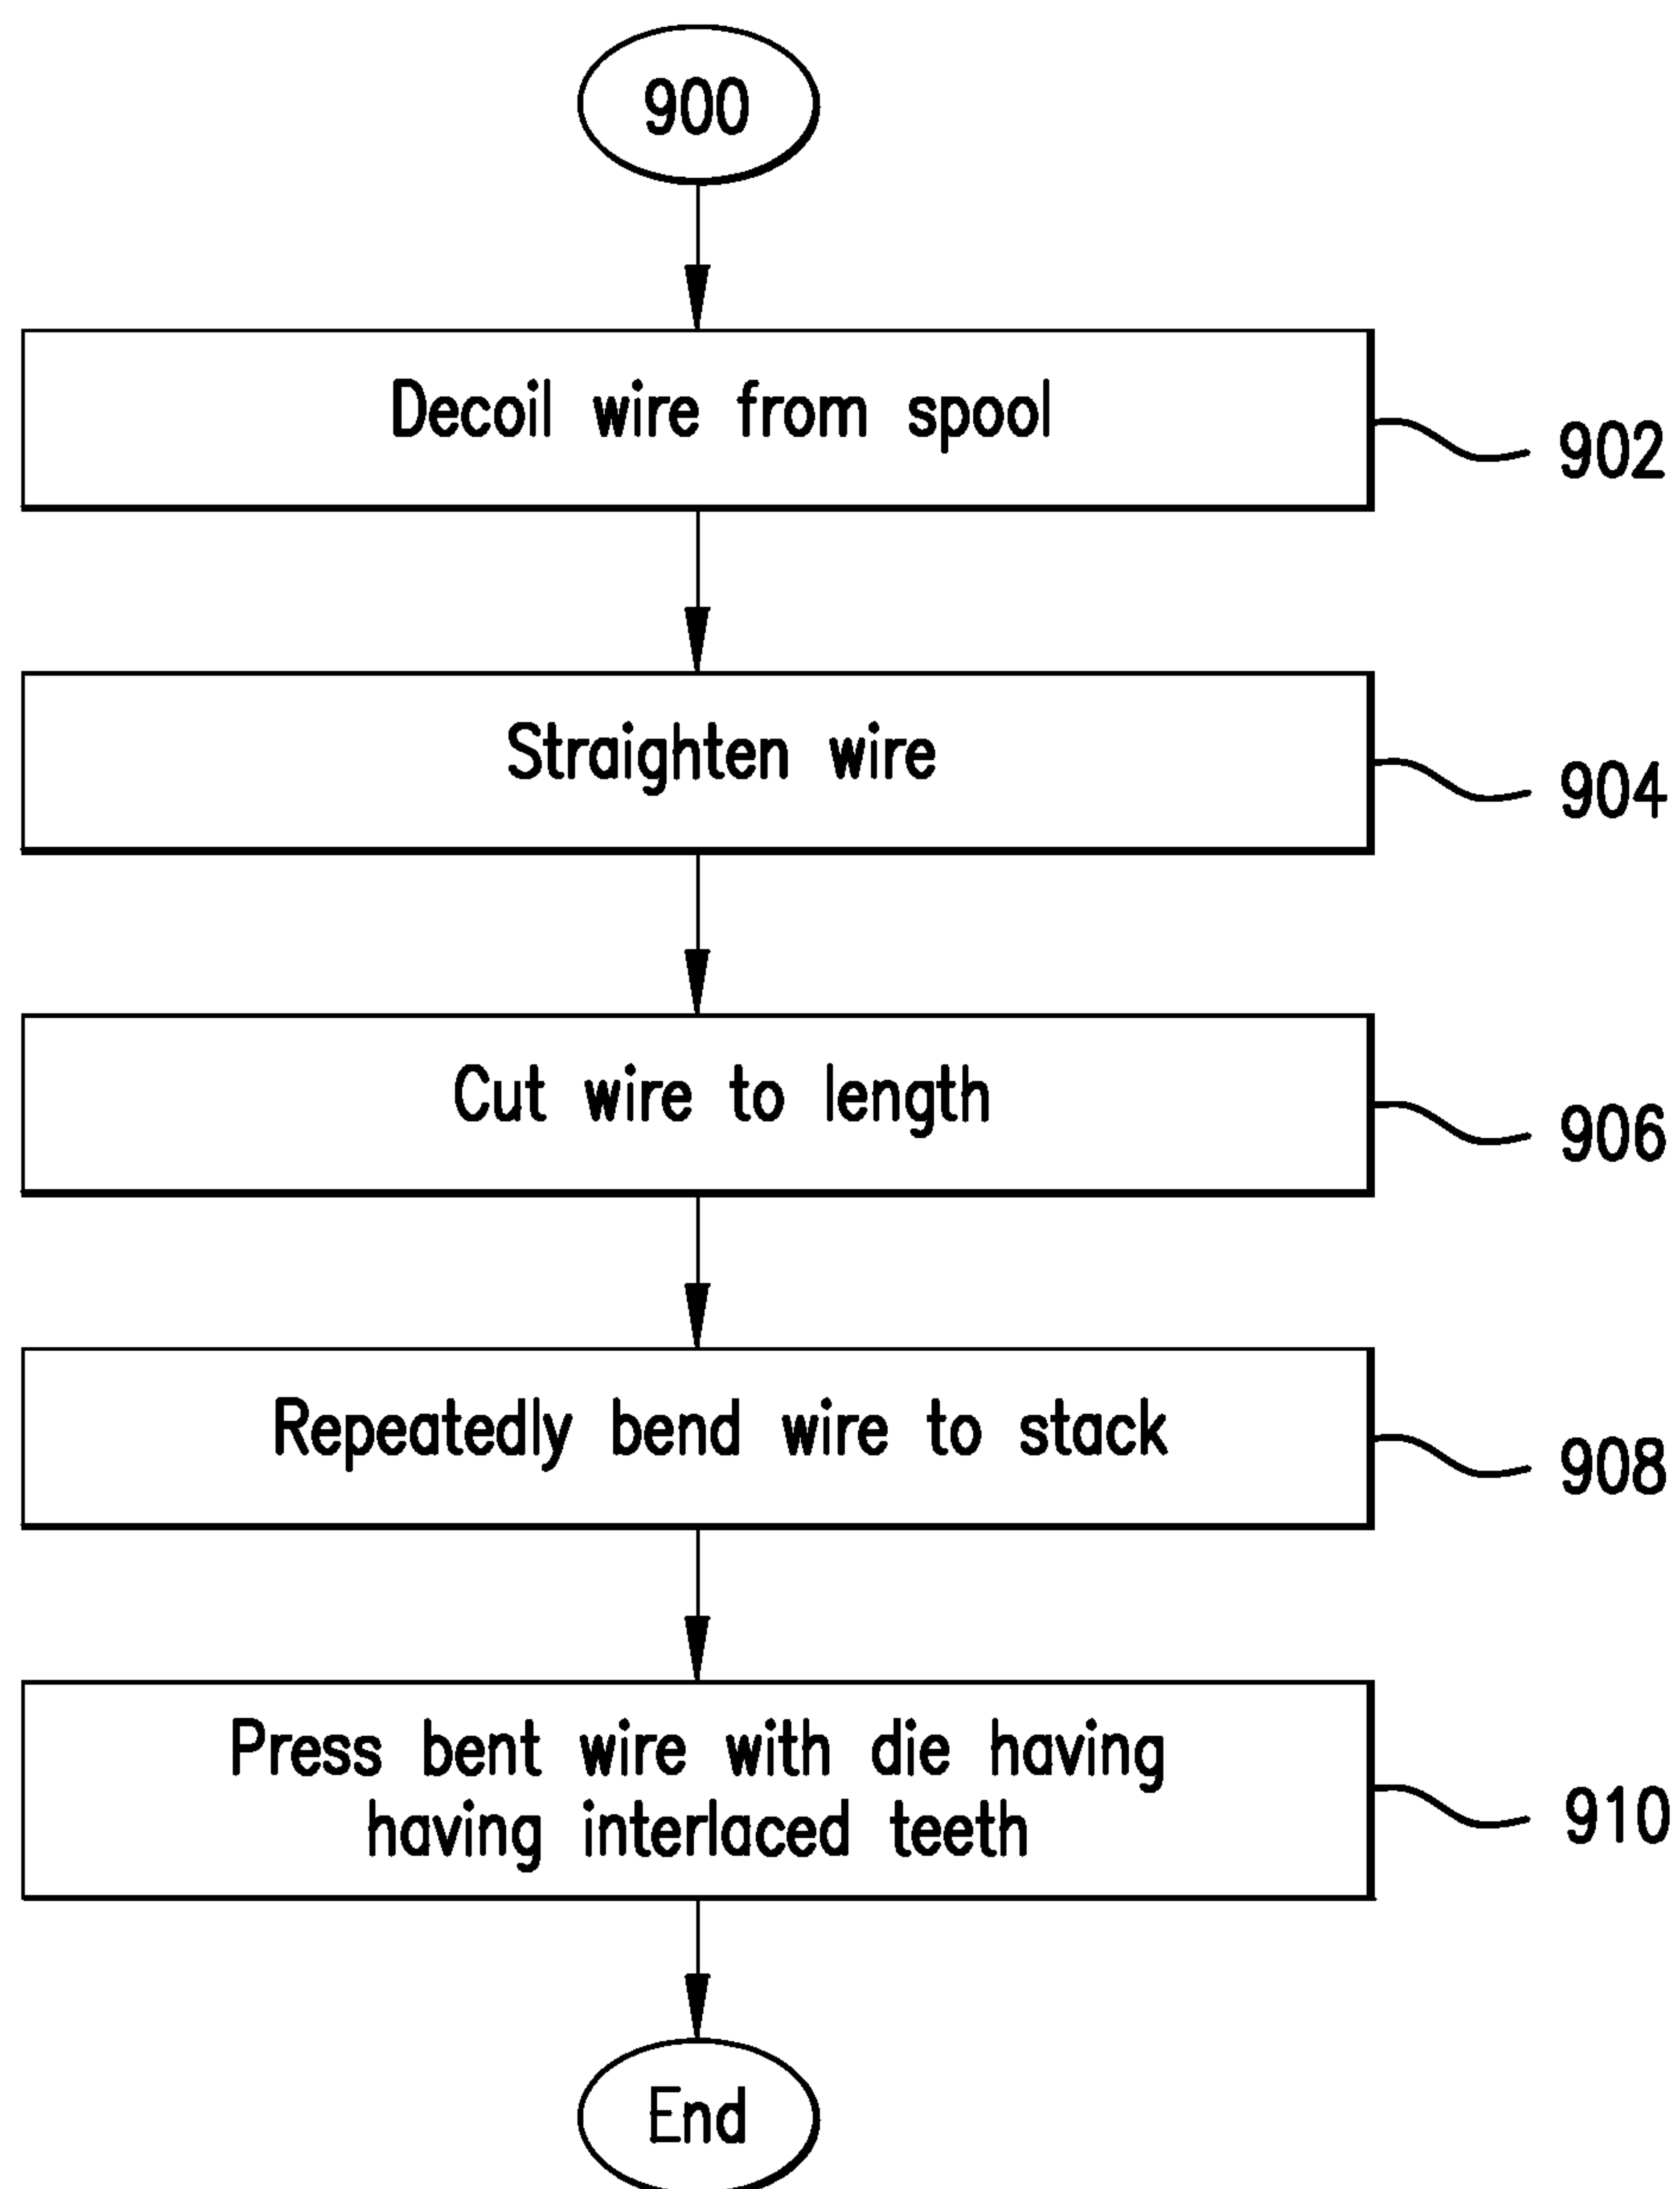 900
Decoil wire from spool
902
Straighten wire
904
Cut wire to length
906
Repeatedly bend wire to stack
908
Press bent wire with die having
having interlaced teeth
910
End